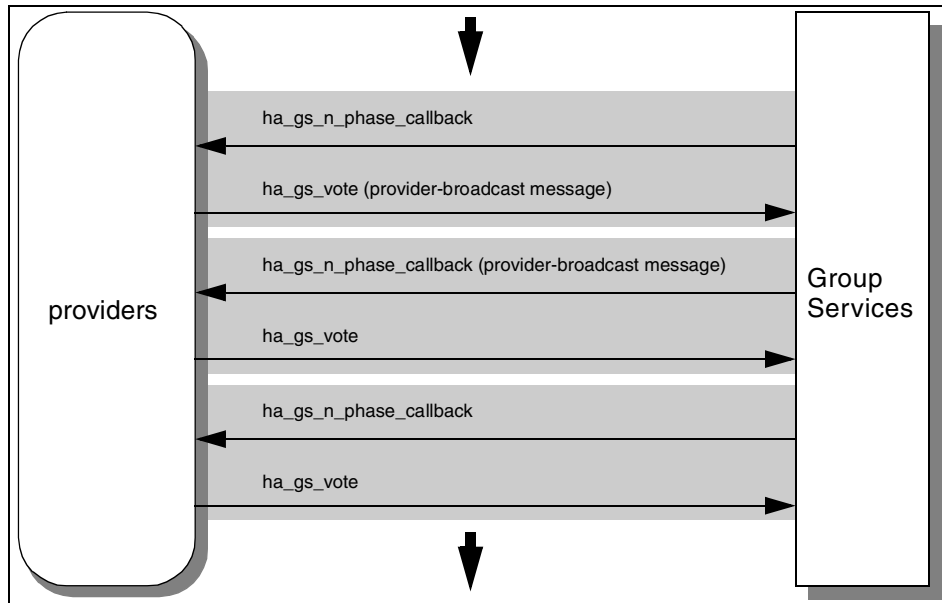 ha_gs_n_phase_callback
ha_gs_vote (provider-broadcast message)
ha_gs_n_phase_callback (provider-broadcast message)
providers
Group
Services
ha_gs_vote
ha_gs_n_phase_callback
ha_gs_vote